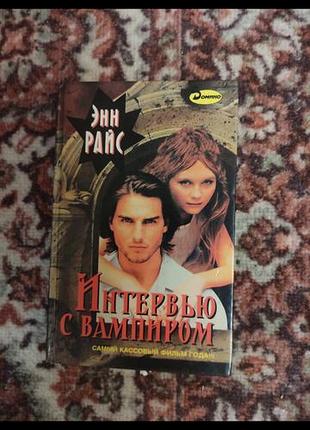 ЭНН
РАЙС
Домино
ИНТЕРВЬЮ
С ВАМПИРОМ
САМЫЙ КАССОВЫЙ ФИЛЬМ ГОДА!